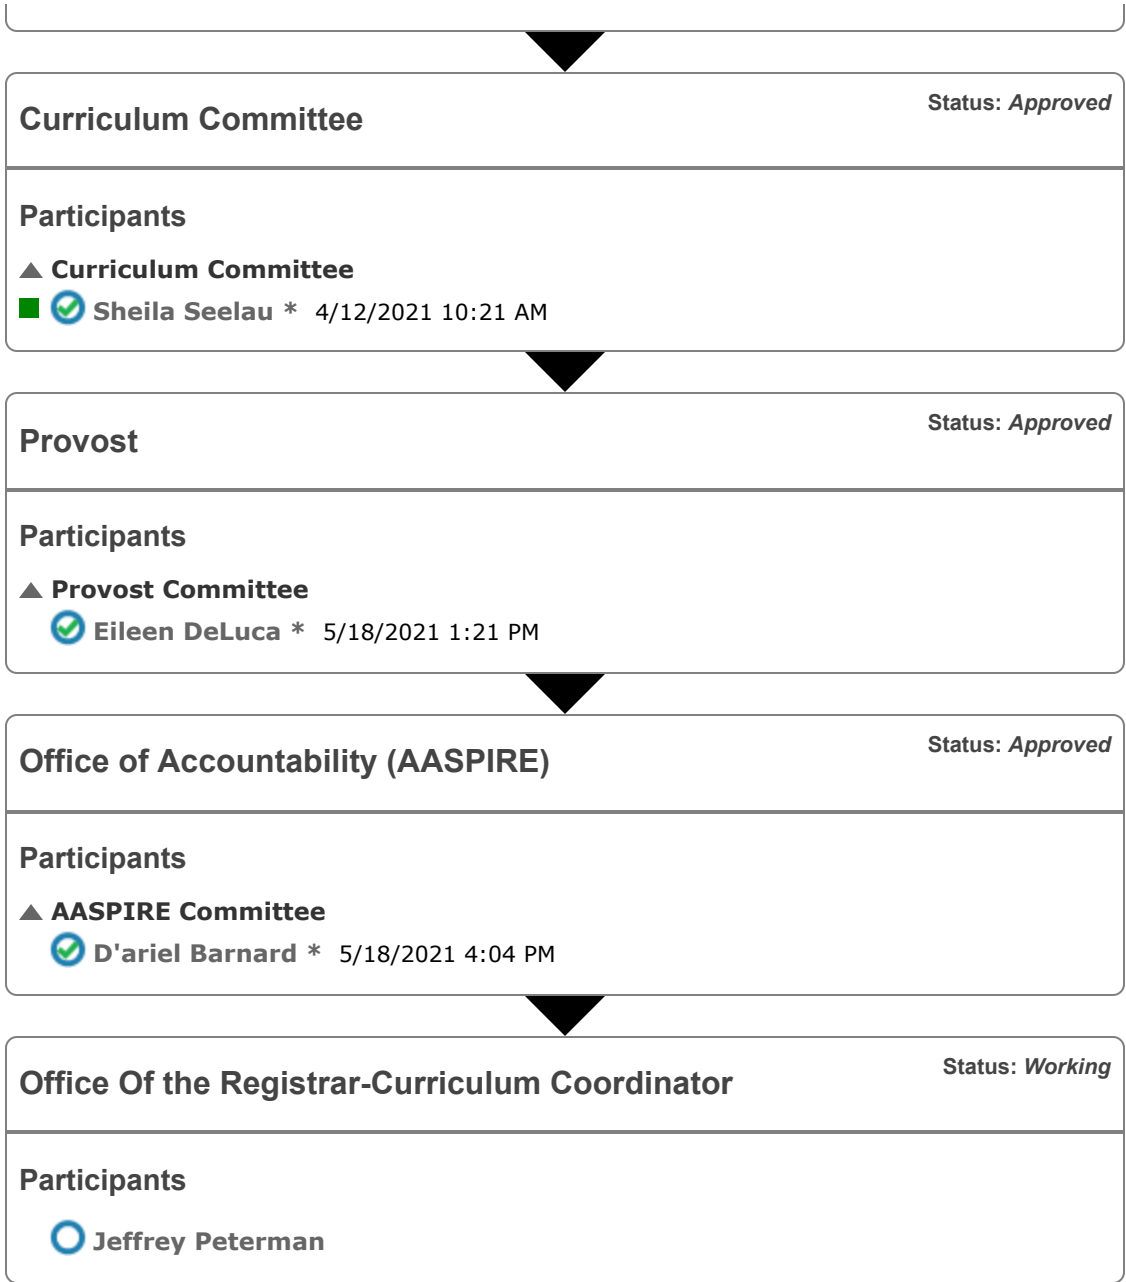 Curriculum Committee
Status: Approved
Participants
Curriculum Committee
Sheila Seelau * 4/12/2021 10:21 AM
Provost
Status: Approved
Participants
Provost Committee
Eileen DeLuca * 5/18/2021 1:21 PM
Office of Accountability (AASPIRE)
Status: Approved
Participants
AASPIRE Committee
D'ariel Barnard * 5/18/2021 4:04 PM
Office Of the Registrar-Curriculum Coordinator
Status: Working
Participants
Jeffrey Peterman